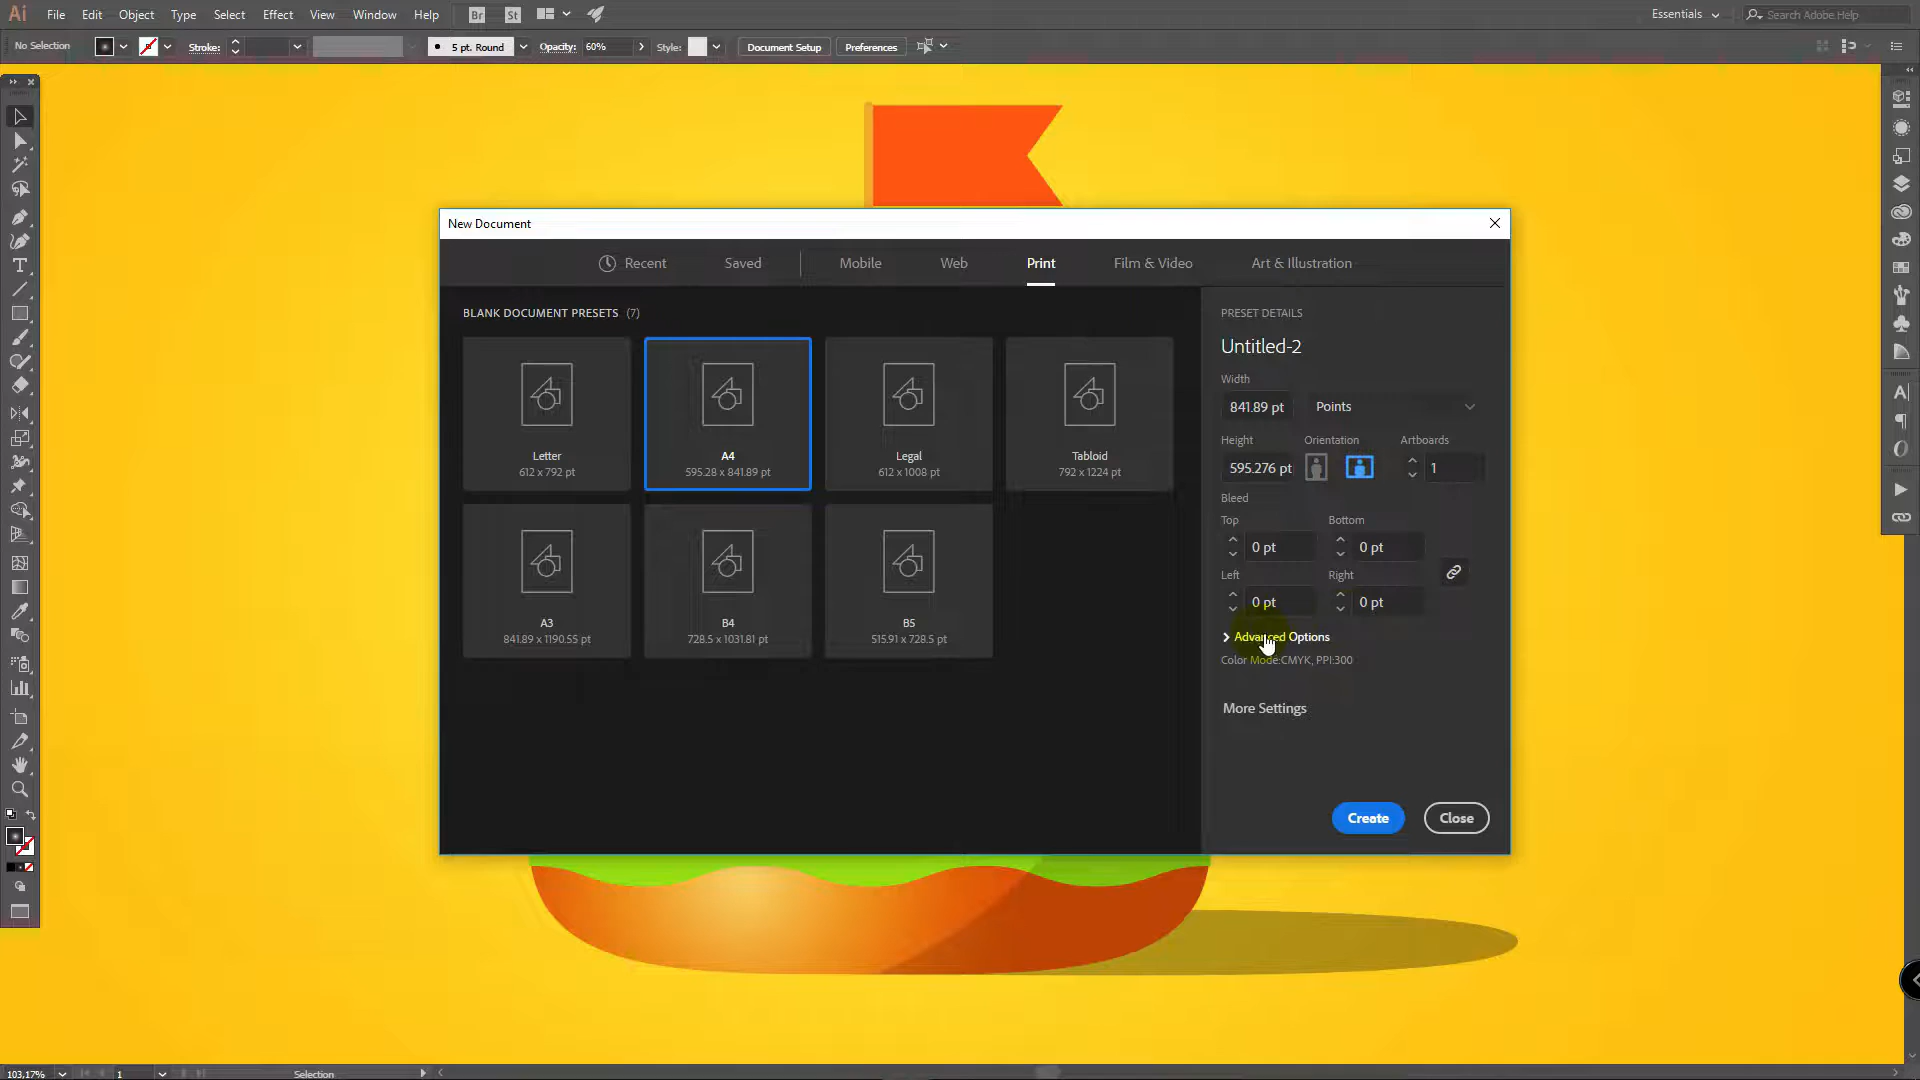 Ai File Edit Object Type Select Effect View Window Help Br St Essentials Search Adobe Help
No Selection Stroke: 5 pt. Round Opacity: 60% Style: Document Setup Preferences
New Document
Recent Saved Mobile Web Print Film & Video Art & Illustration
BLANK DOCUMENT PRESETS (7)
Letter
612 x 792 pt
A4
595.28 x 841.89 pt
Legal
612 x 1008 pt
Tabloid
792 x 1224 pt
A3
841.89 x 1190.55 pt
B4
728.5 x 1031.81 pt
B5
515.91 x 728.5 pt
PRESET DETAILS
Untitled-2
Width
841.89 pt Points
Height Orientation Artboards
595.276 pt 1
Bleed
Top Bottom
0 pt 0 pt
Left Right
0 pt 0 pt
Advanced Options
Color Mode:CMYK, PPI:300
More Settings
Create Close
103,17% 1 Selection